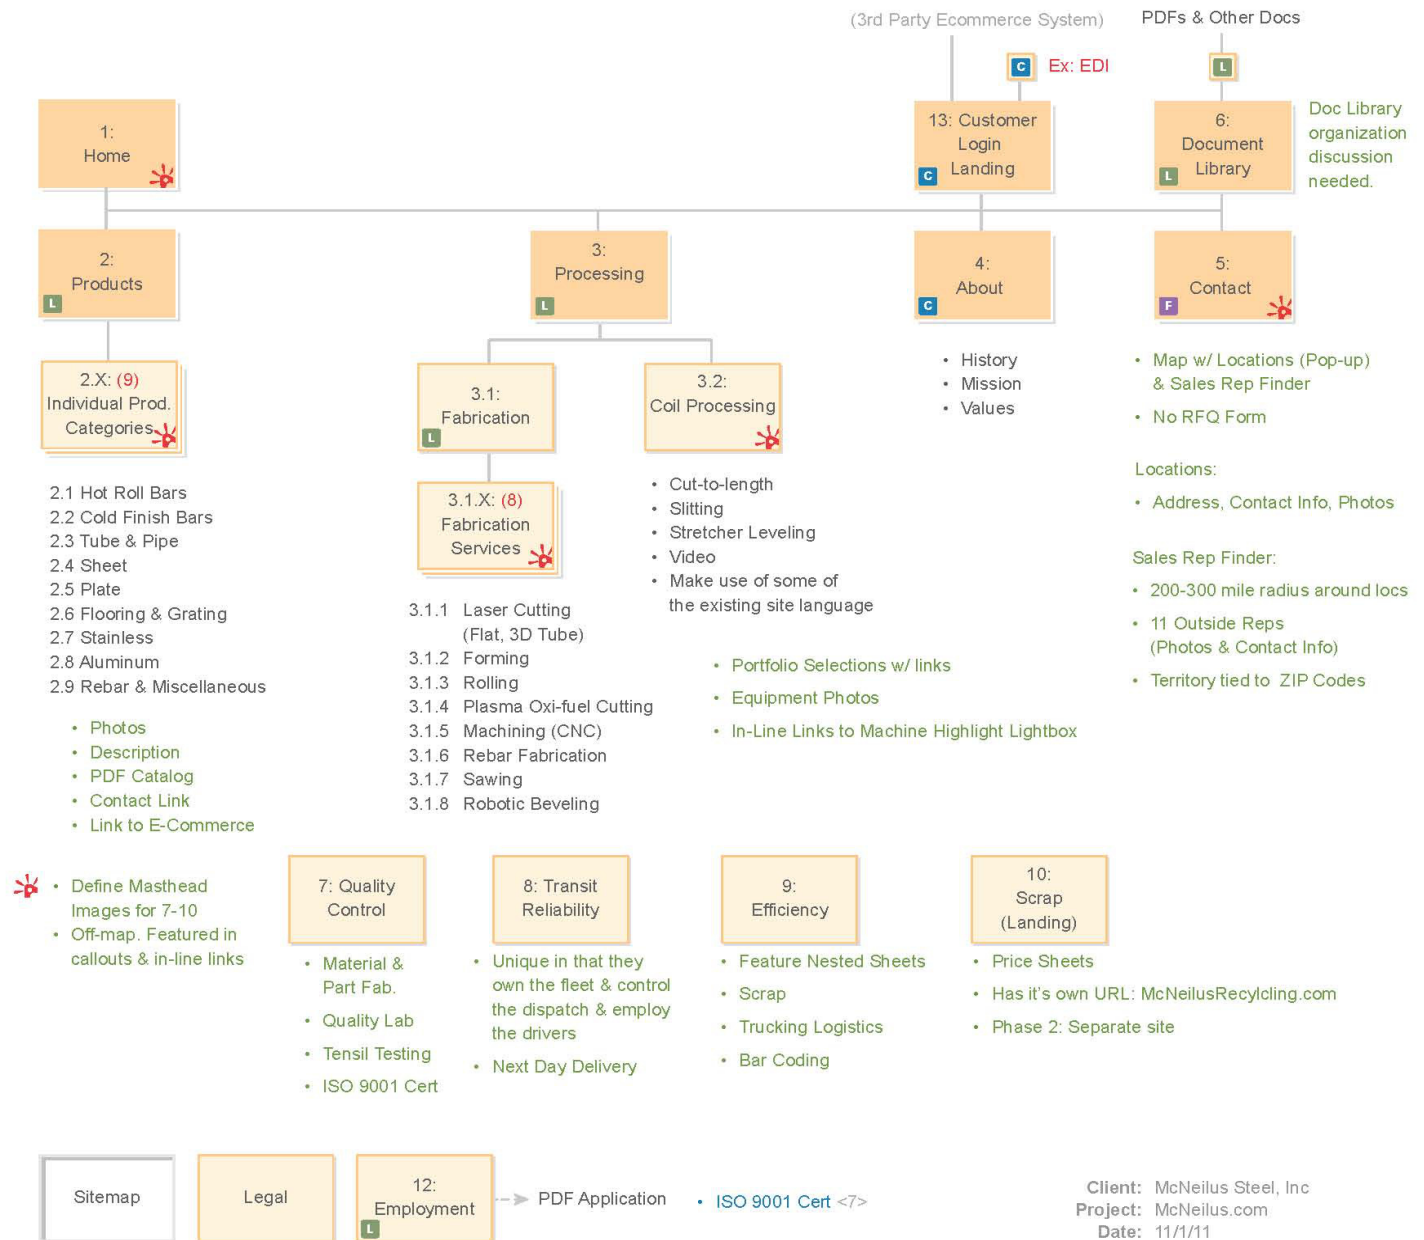 (3rd Party Ecommerce System)
PDFs & Other Docs
C
Ex: EDI
L
1:
Home
13: Customer
Login
Landing
C
6:
Document
Library
L
Doc Library
organization
discussion
needed.
2:
Products
L
3:
Processing
L
4:
About
C
5:
Contact
F
2.X: (9)
Individual Prod.
Categories
2.1 Hot Roll Bars
2.2 Cold Finish Bars
2.3 Tube & Pipe
2.4 Sheet
2.5 Plate
2.6 Flooring & Grating
2.7 Stainless
2.8 Aluminum
2.9 Rebar & Miscellaneous
• Photos
• Description
• PDF Catalog
• Contact Link
• Link to E-Commerce
3.1:
Fabrication
L
3.1.X: (8)
Fabrication
Services
3.1.1 Laser Cutting
(Flat, 3D Tube)
3.1.2 Forming
3.1.3 Rolling
3.1.4 Plasma Oxi-fuel Cutting
3.1.5 Machining (CNC)
3.1.6 Rebar Fabrication
3.1.7 Sawing
3.1.8 Robotic Beveling
3.2:
Coil Processing
• Cut-to-length
• Slitting
• Stretcher Leveling
• Video
• Make use of some of
the existing site language
• Portfolio Selections w/ links
• Equipment Photos
• In-Line Links to Machine Highlight Lightbox
• History
• Mission
• Values
• Map w/ Locations (Pop-up)
& Sales Rep Finder
• No RFQ Form
Locations:
• Address, Contact Info, Photos
Sales Rep Finder:
• 200-300 mile radius around locs
• 11 Outside Reps
(Photos & Contact Info)
• Territory tied to ZIP Codes
• Define Masthead
Images for 7-10
• Off-map. Featured in
callouts & in-line links
7: Quality
Control
• Material &
Part Fab.
• Quality Lab
• Tensil Testing
• ISO 9001 Cert
8: Transit
Reliability
• Unique in that they
own the fleet & control
the dispatch & employ
the drivers
• Next Day Delivery
9:
Efficiency
• Feature Nested Sheets
• Scrap
• Trucking Logistics
• Bar Coding
10:
Scrap
(Landing)
• Price Sheets
• Has it's own URL: McNeilusRecylcling.com
• Phase 2: Separate site
Sitemap
Legal
12:
Employment
L
PDF Application
• ISO 9001 Cert <7>
Client: McNeilus Steel, Inc
Project: McNeilus.com
Date: 11/1/11